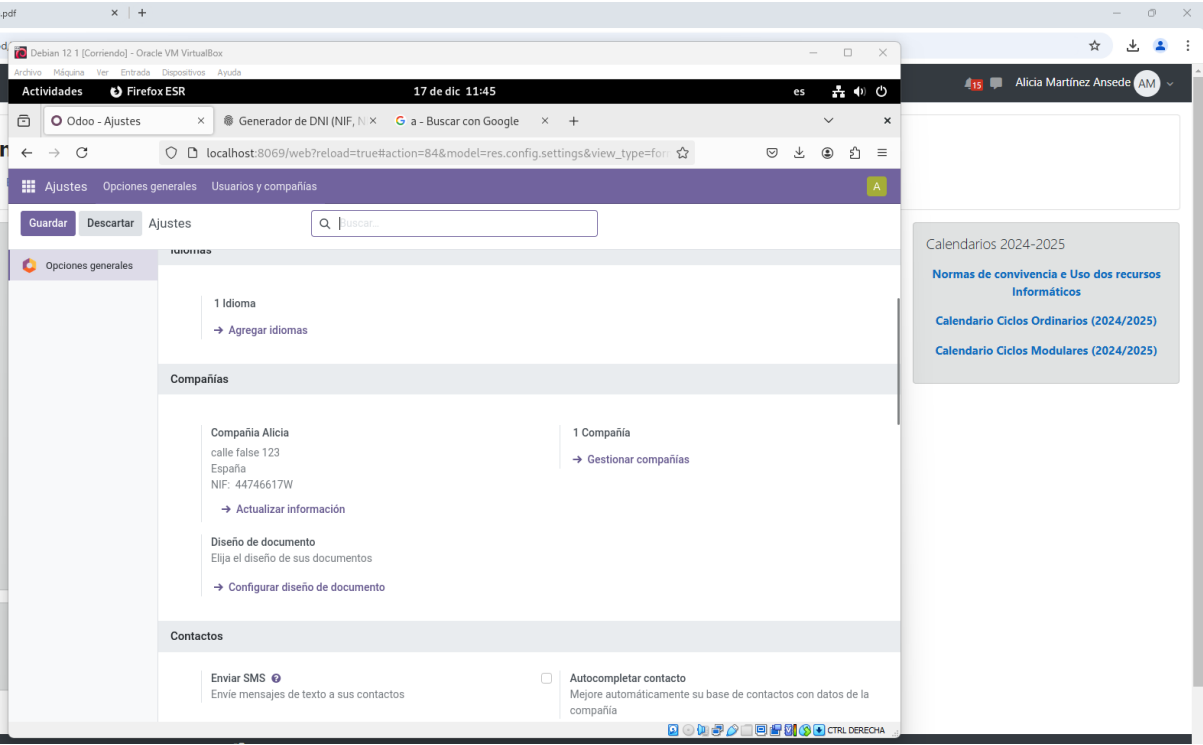 .pdf
Debian 12 1 [Corriendo] - Oracle VM VirtualBox
Archivo Máquina Ver Entrada Dispositivos Ayuda
Actividades Firefox ESR 17 de dic 11:45 es
Odoo - Ajustes Generador de DNI (NIF, N a - Buscar con Google
localhost:8069/web?reload=true#action=84&model=res.config.settings&view_type=for
Ajustes Opciones generales Usuarios y compañías A
Guardar Descartar Ajustes Buscar...
Opciones generales
Idiomas
1 Idioma
Agregar idiomas
Compañías
Compañia Alicia
calle false 123
España
NIF: 44746617W
Actualizar información
1 Compañía
Gestionar compañías
Diseño de documento
Elija el diseño de sus documentos
Configurar diseño de documento
Contactos
Enviar SMS
Envíe mensajes de texto a sus contactos
Autocompletar contacto
Mejore automáticamente su base de contactos con datos de la
compañía
CTRL DERECHA
15 Alicia Martínez Ansede AM
Calendarios 2024-2025
Normas de convivencia e Uso dos recursos
Informáticos
Calendario Ciclos Ordinarios (2024/2025)
Calendario Ciclos Modulares (2024/2025)